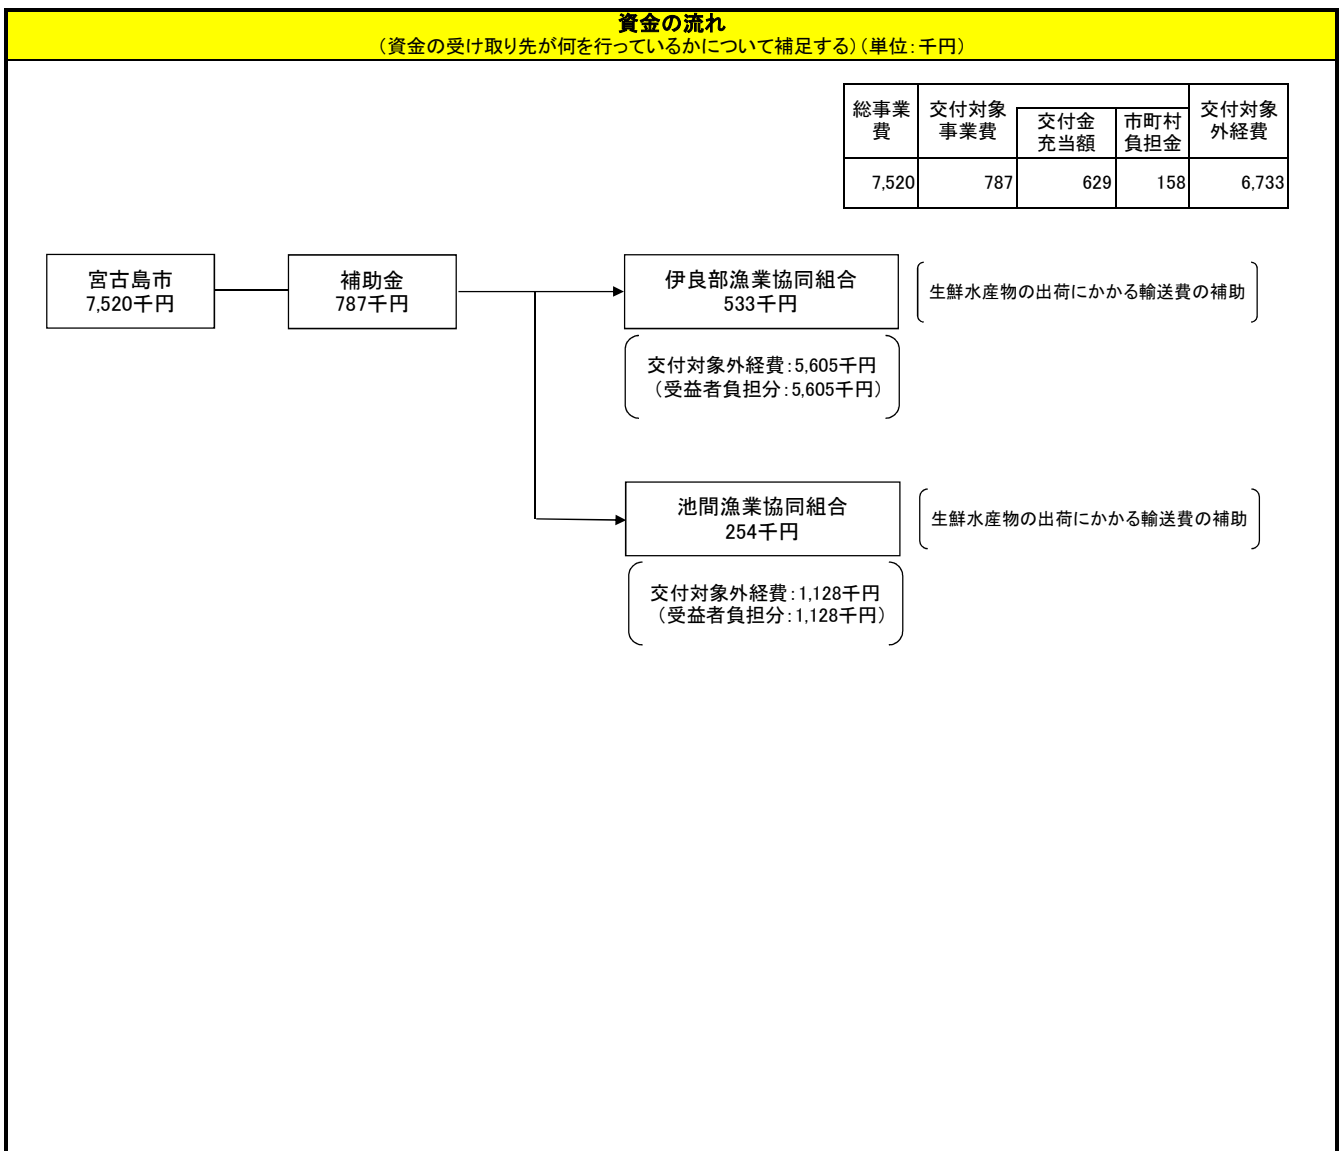 資金の流れ
（資金の受け取り先が何を行っているかについて補足する）（単位：千円）
総事業
費
交付対象
事業費
交付金
充当額
市町村
負担金
交付対象
外経費
7,520
787
629
158
6,733
宮古島市
7,520千円
補助金
787千円
伊良部漁業協同組合
533千円
生鮮水産物の出荷にかかる輸送費の補助
交付対象外経費：5,605千円
（受益者負担分：5,605千円）
池間漁業協同組合
254千円
生鮮水産物の出荷にかかる輸送費の補助
交付対象外経費：1,128千円
（受益者負担分：1,128千円）